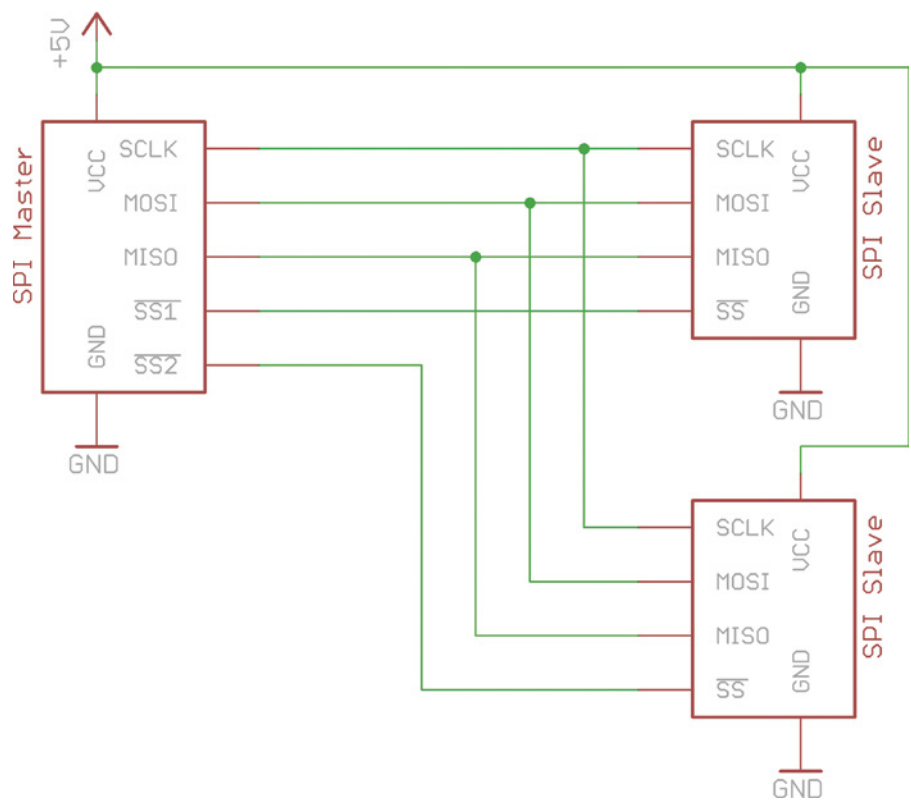 +5V
SPI Master
VCC
GND
SCLK
MOSI
MISO
SS1
SS2
GND
SPI Slave
SCLK
MOSI
MISO
SS
VCC
GND
GND
SPI Slave
SCLK
MOSI
MISO
SS
VCC
GND
GND